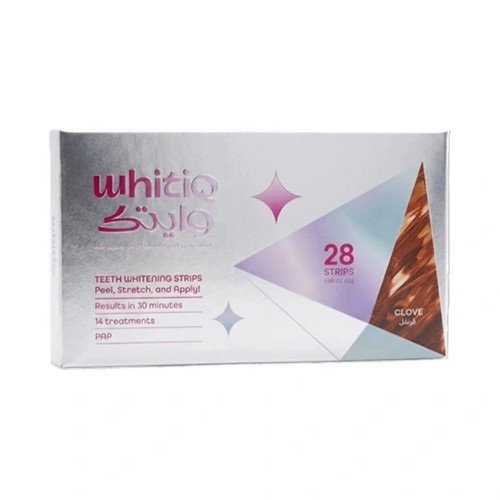 whitiq
وايتك
TEETH WHITENING STRIPS
Peel, Stretch, and Apply!
Results in 30 minutes
14 treatments
PAP
28
STRIPS
CLOVE
قرنفل